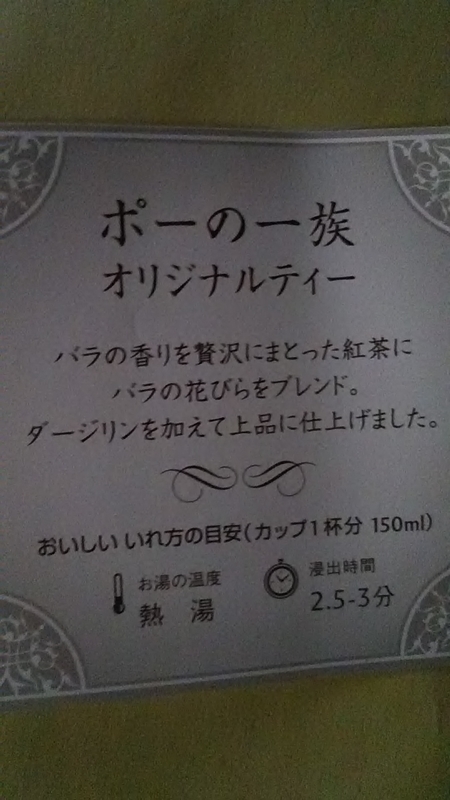 ポーの一族
オリジナルティー
バラの香りを贅沢にまとった紅茶に
バラの花びらをブレンド。
ダージリンを加えて上品に仕上げました。
おいしい いれ方の目安(カップ1杯分 150ml)
お湯の温度
熱 湯
浸出時間
2.5-3分